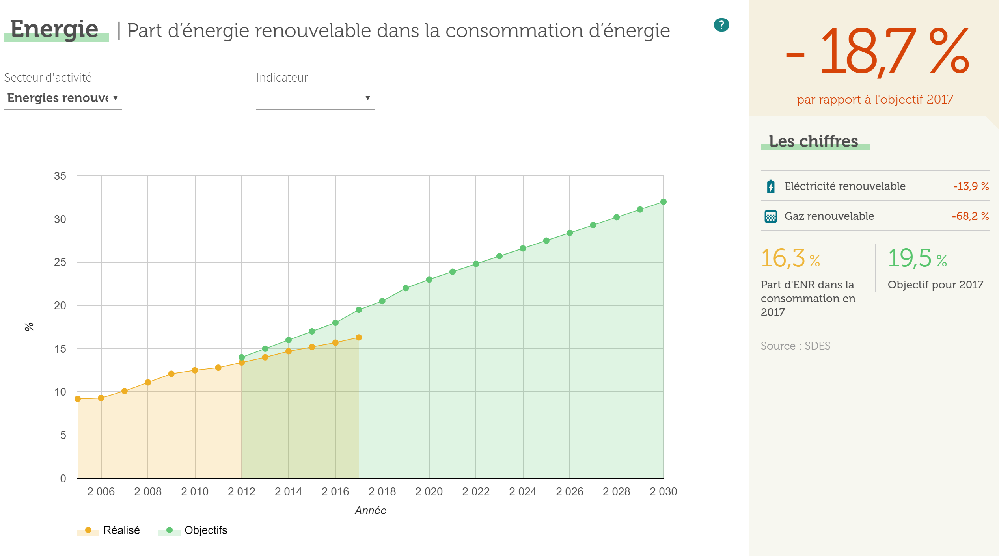 Energie | Part d’énergie renouvelable dans la consommation d’énergie
?
Secteur d'activité
Energies renouve ▼
Indicateur
▼
35
30
25
20
15
10
5
0
%
2 006 2 008 2 010 2 012 2 014 2 016 2 018 2 020 2 022 2 024 2 026 2 028 2 030
Année
Réalisé Objectifs
- 18,7 %
par rapport à l'objectif 2017
Les chiffres
Eléctricité renouvelable -13,9 %
Gaz renouvelable -68,2 %
16,3 %
Part d'ENR dans la
consommation en
2017
19,5 %
Objectif pour 2017
Source : SDES